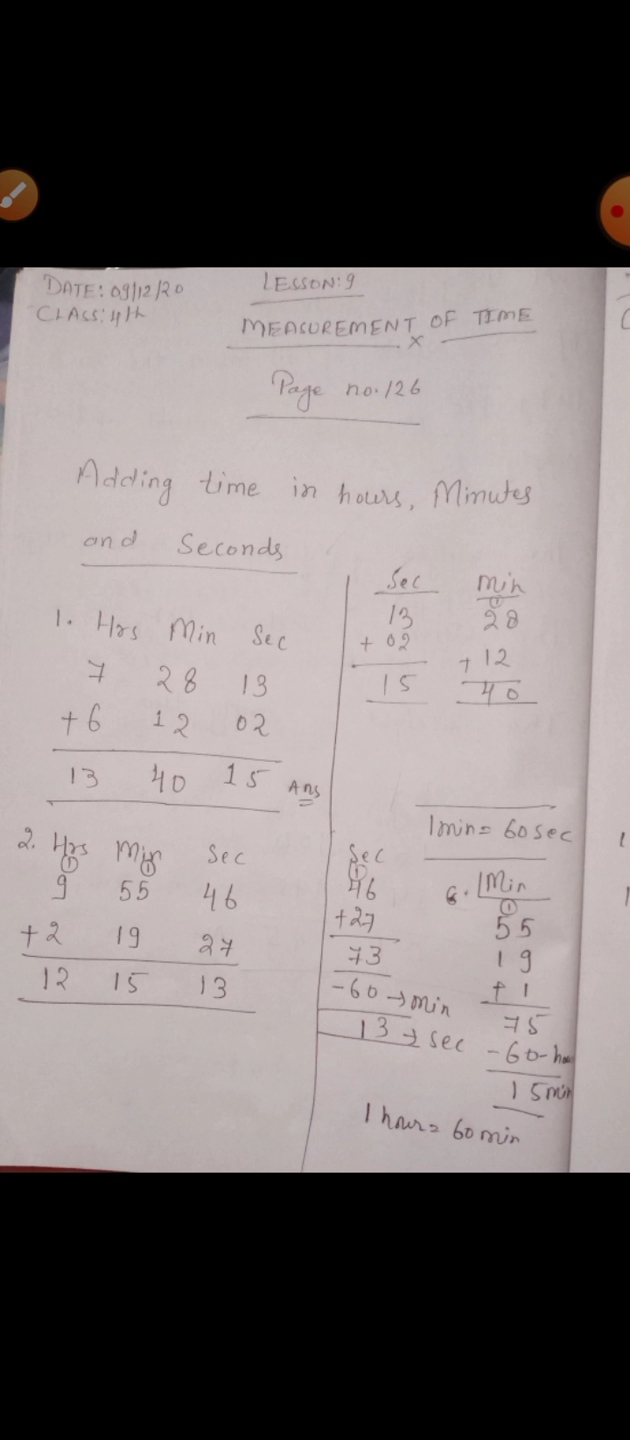 DATE: 09/12/20
LESSON: 9
CLASS: 4th
MEASUREMENT OF TIME
x
Page no. 126
Adding time in hours, Minutes
and Seconds
1. Hrs Min Sec
7 28 13
+6 12 02
13 40 15 Ans
Sec Min
1
13 28
+ 02 + 12
15 40
1min = 60 sec
2. Hrs Min Sec
1 1
9 55 46
+2 19 27
12 15 13
Sec
1
46
+27
73
-60 → min
13 → sec
Min
1
55
19
+ 1
75
-60-
15 min
1 hour = 60 min